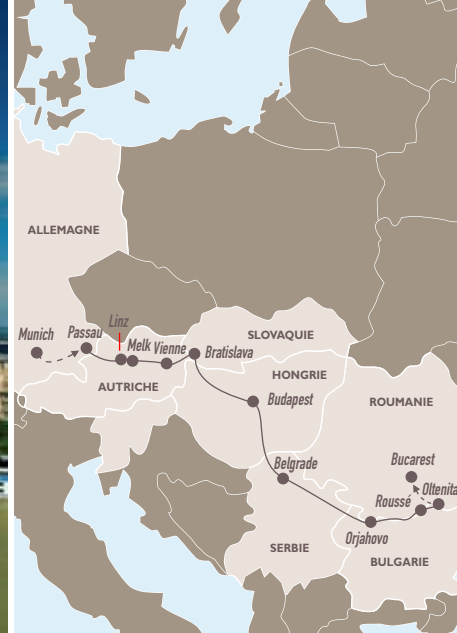 ALLEMAGNE
Linz
Munich
Passau
Melk
Vienne
Bratislava
SLOVAQUIE
HONGRIE
AUTRICHE
Budapest
ROUMANIE
Belgrade
Bucarest
Roussé
Oltenita
Orjahovo
SERBIE
BULGARIE